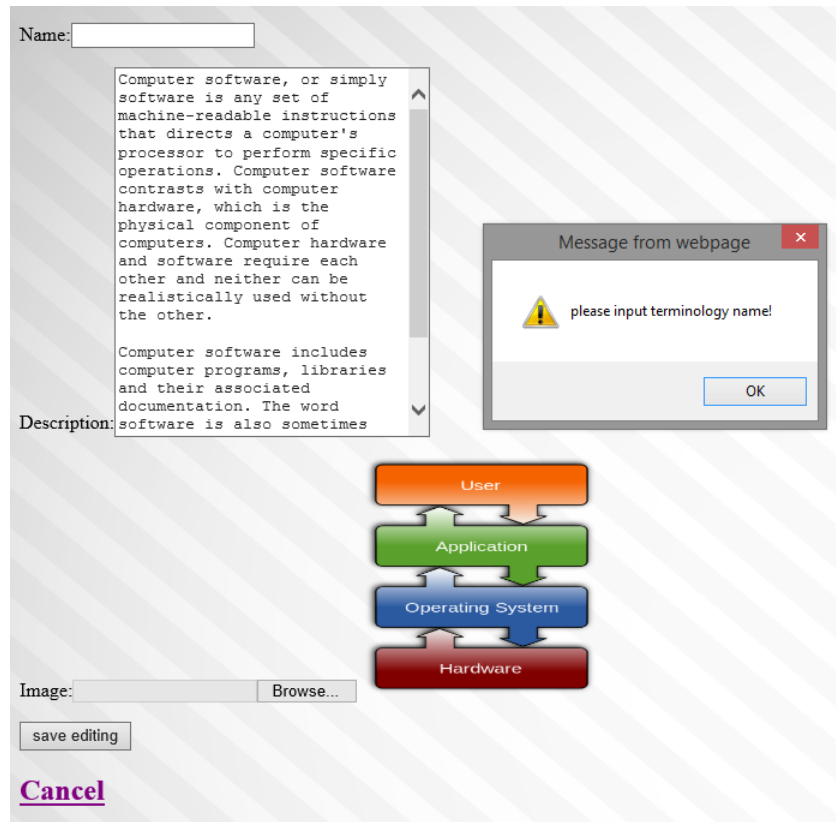 Name:
Computer software, or simply
software is any set of
machine-readable instructions
that directs a computer's
processor to perform specific
operations. Computer software
contrasts with computer
hardware, which is the
physical component of
computers. Computer hardware
and software require each
other and neither can be
realistically used without
the other.
Computer software includes
computer programs, libraries
and their associated
documentation. The word
Description: software is also sometimes
Message from webpage
please input terminology name!
OK
User
Application
Operating System
Hardware
Image: Browse...
save editing
Cancel